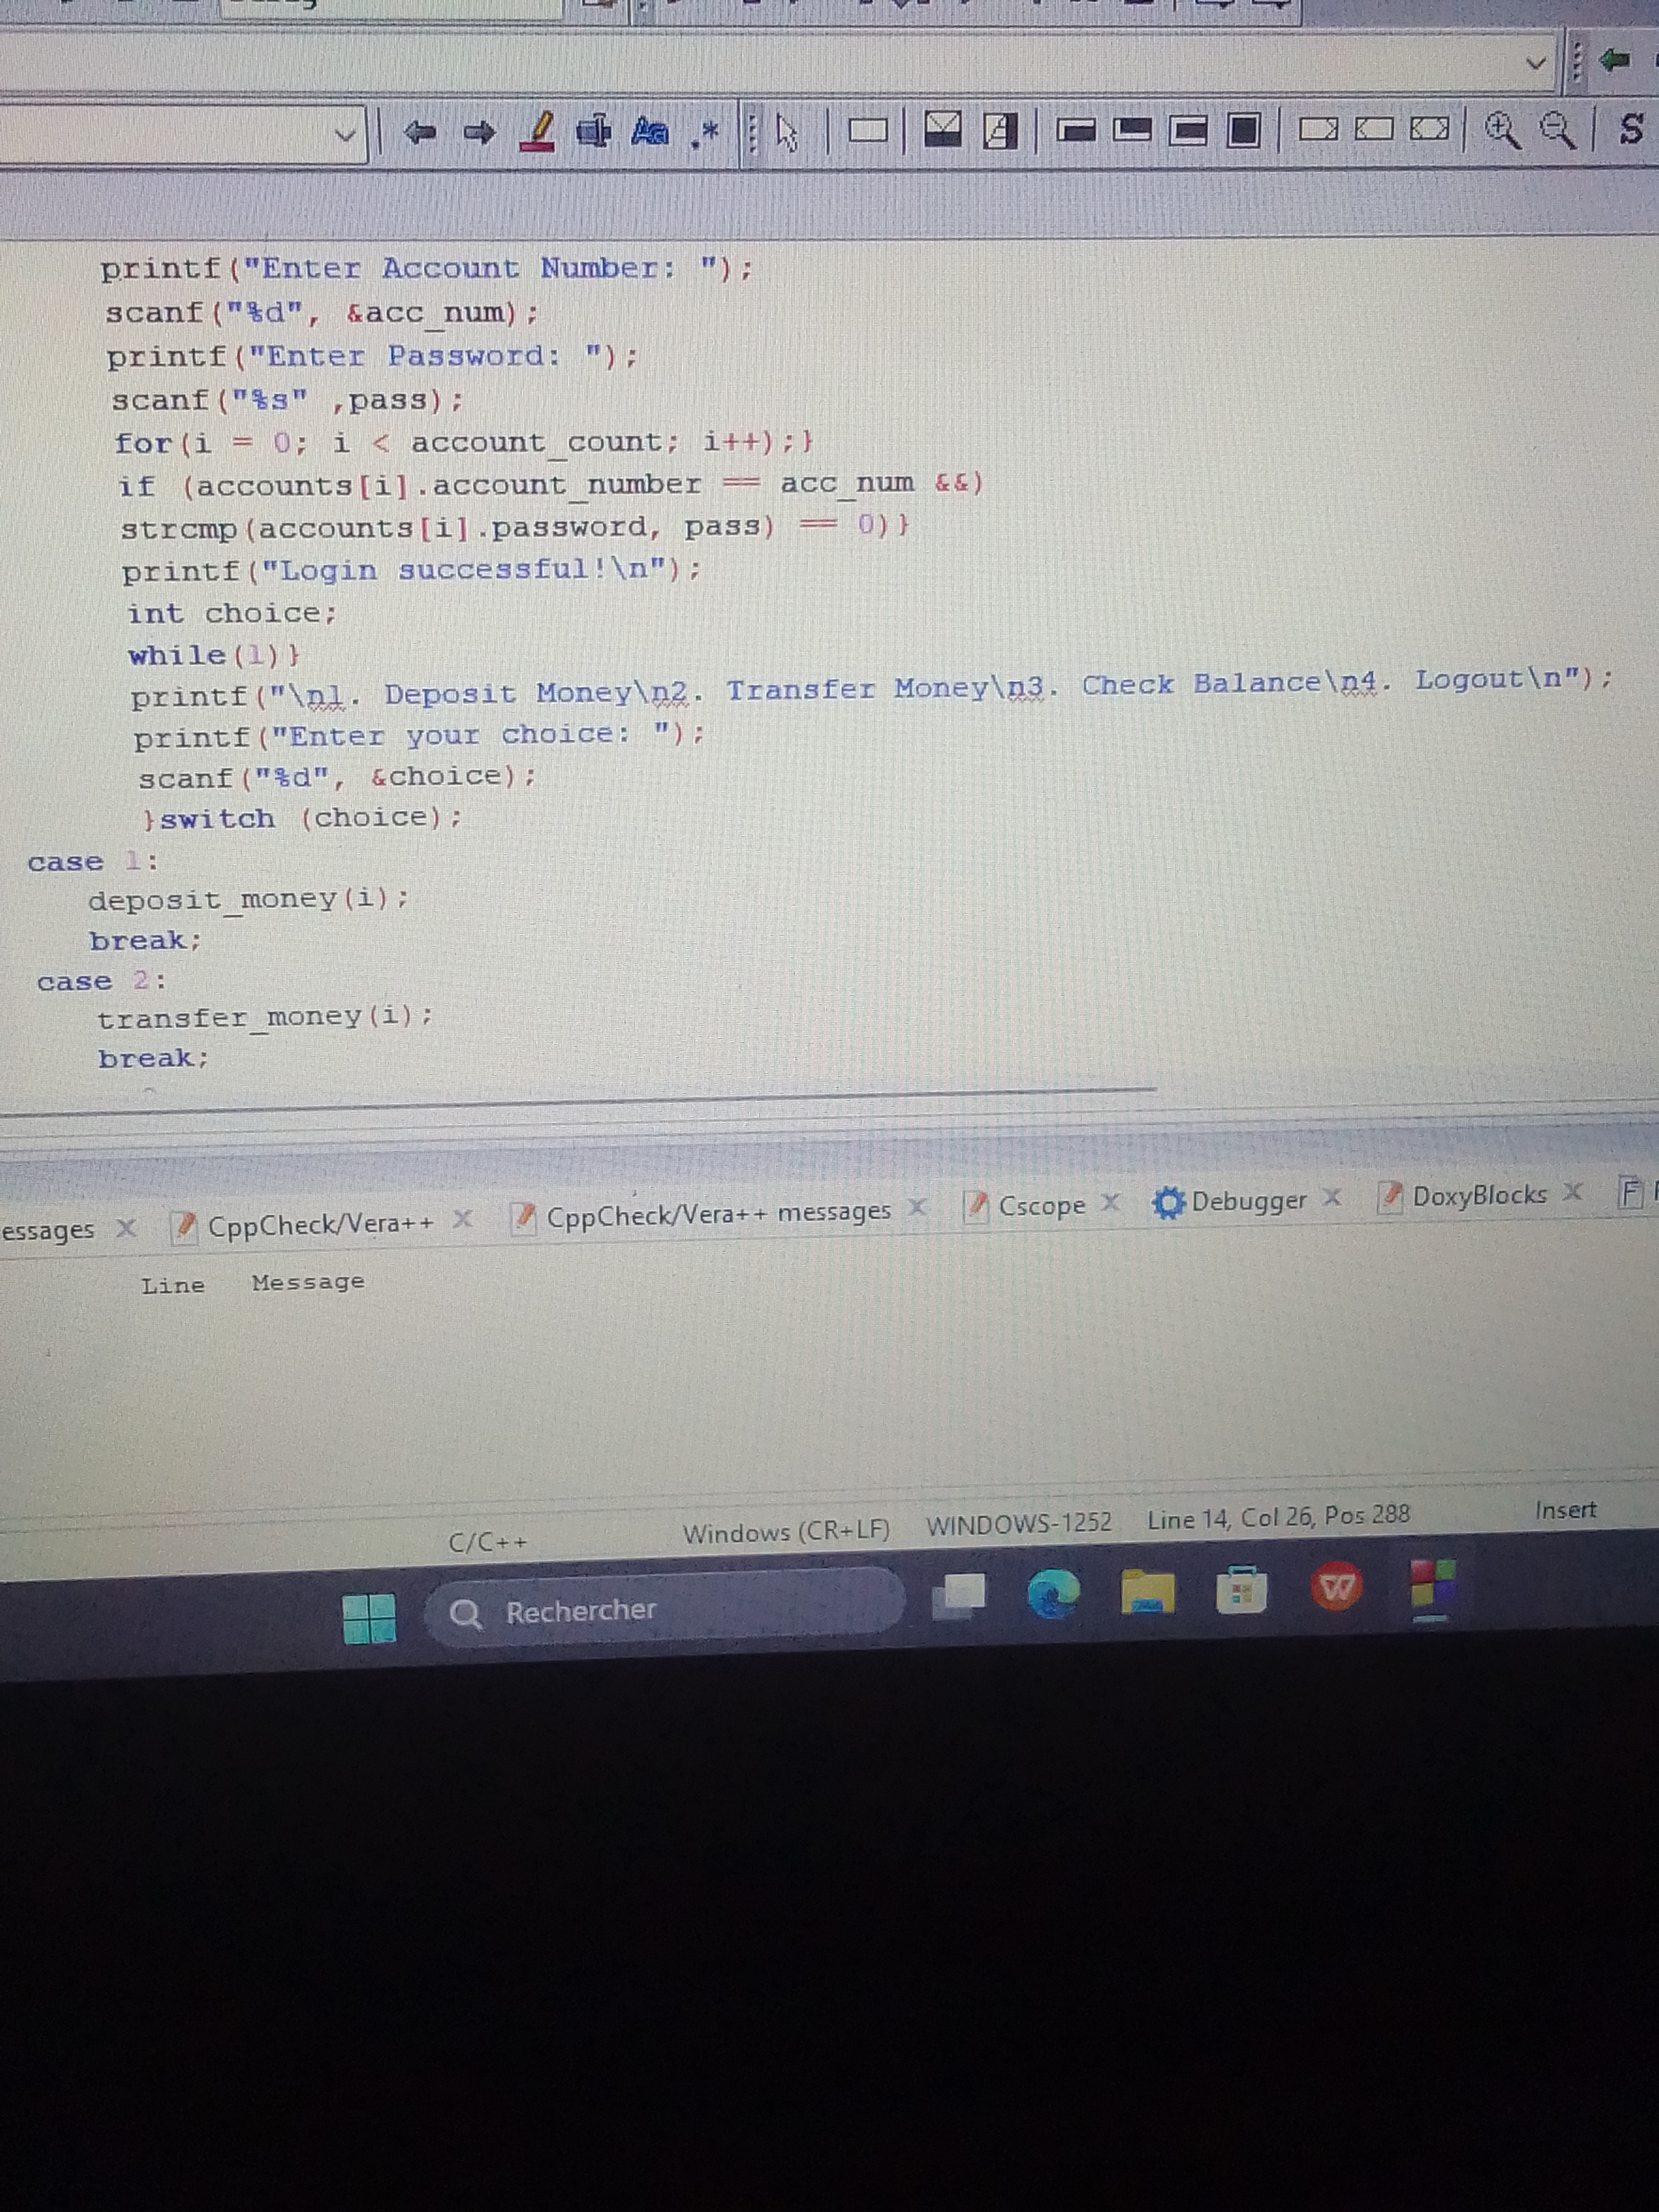 printf("Enter Account Number: ");
scanf("%d", &acc_num);
printf("Enter Password: ");
scanf("%s" ,pass);
for(i = 0; i < account_count; i++);}
if (accounts[i].account_number == acc_num &&)
strcmp(accounts[i].password, pass) == 0)}
printf("Login successful!\n");
int choice;
while(1)}
printf("\n1. Deposit Money\n2. Transfer Money\n3. Check Balance\n4. Logout\n");
printf("Enter your choice: ");
scanf("%d", &choice);
}switch (choice);
case 1:
deposit_money(i);
break;
case 2:
transfer_money(i);
break;
essages CppCheck/Vera++ CppCheck/Vera++ messages Cscope Debugger DoxyBlocks
Line Message
C/C++ Windows (CR+LF) WINDOWS-1252 Line 14, Col 26, Pos 288 Insert
Rechercher